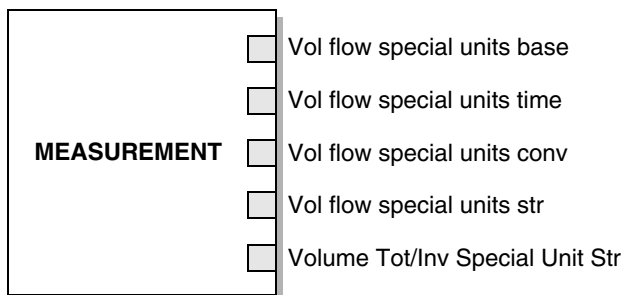 Vol flow special units base
Vol flow special units time
MEASUREMENT
Vol flow special units conv
Vol flow special units str
Volume Tot/Inv Special Unit Str